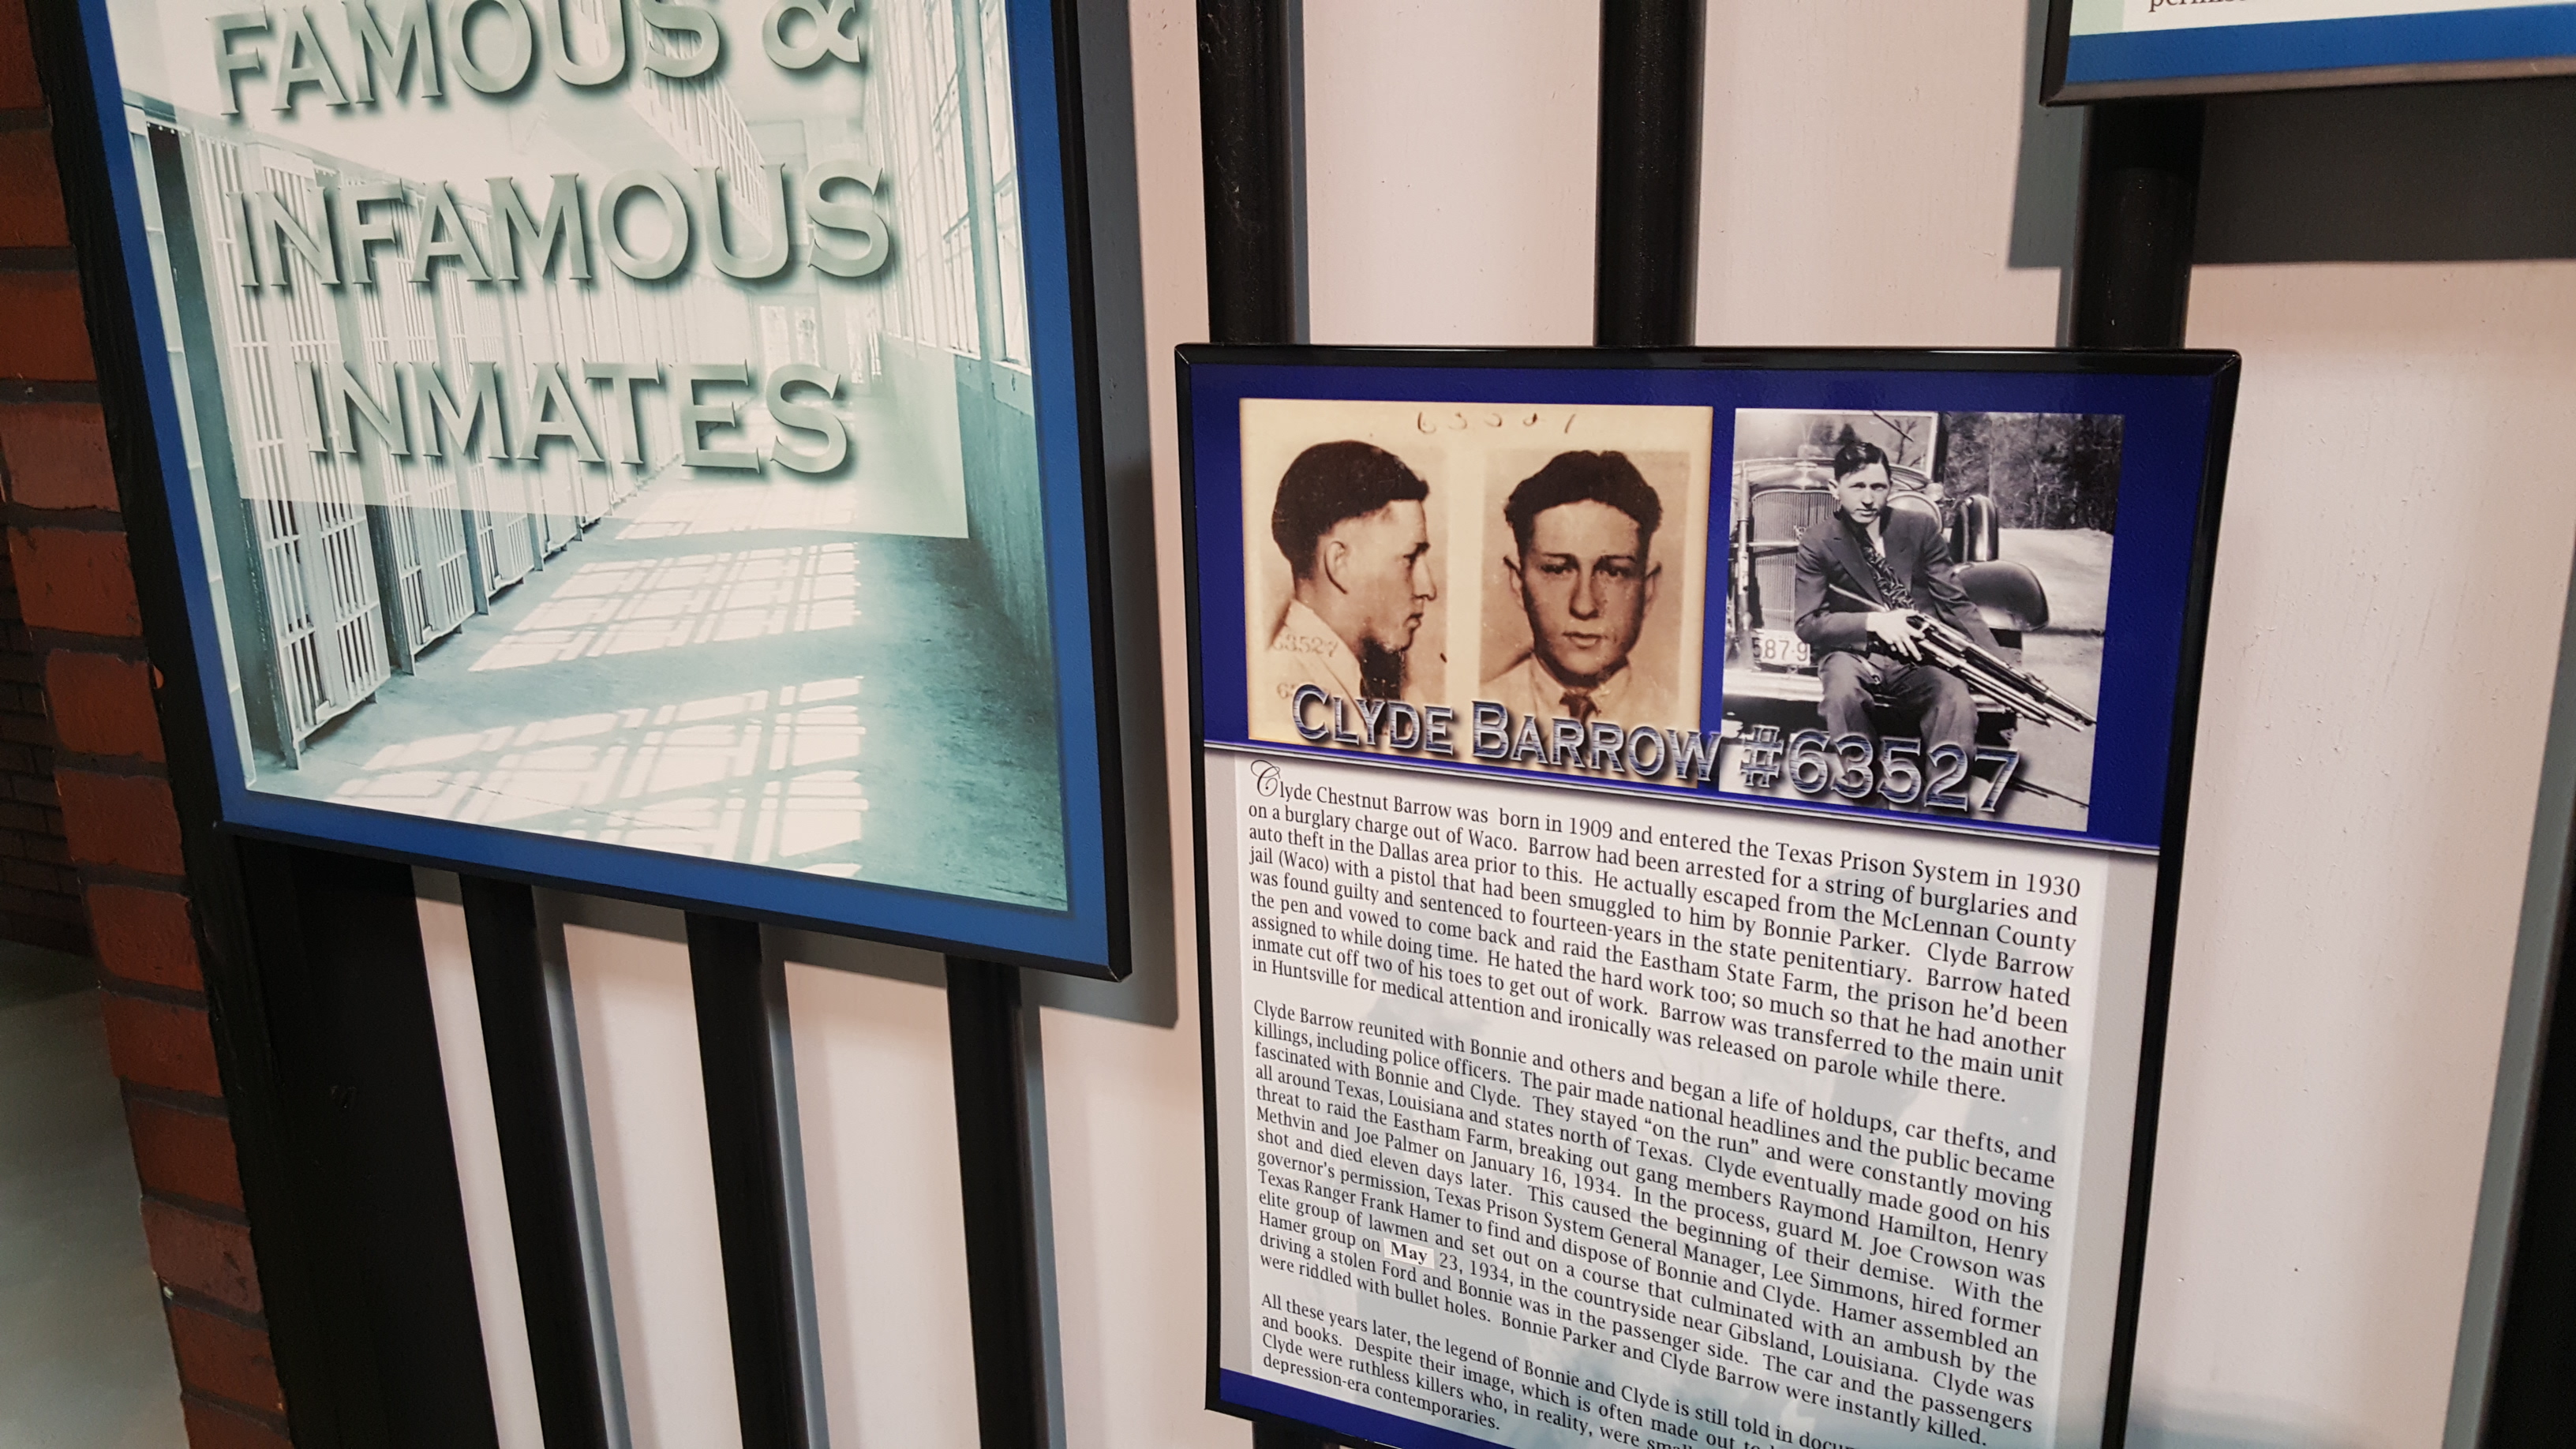 FAMOUS &
INFAMOUS
INMATES
63527
587-9
CLYDE BARROW #63527
Clyde Chestnut Barrow was born in 1909 and entered the Texas Prison System in 1930
on a burglary charge out of Waco. Barrow had been arrested for a string of burglaries and
auto theft in the Dallas area prior to this. He actually escaped from the McLennan County
jail (Waco) with a pistol that had been smuggled to him by Bonnie Parker. Clyde Barrow
was found guilty and sentenced to fourteen-years in the state penitentiary. Barrow hated
the pen and vowed to come back and raid the Eastham State Farm, the prison he'd been
assigned to while doing time. He hated the hard work too; so much so that he had another
inmate cut off two of his toes to get out of work. Barrow was transferred to the main unit
in Huntsville for medical attention and ironically was released on parole while there.
Clyde Barrow reunited with Bonnie and others and began a life of holdups, car thefts, and
killings, including police officers. The pair made national headlines and the public became
fascinated with Bonnie and Clyde. They stayed "on the run" and were constantly moving
all around Texas, Louisiana and states north of Texas. Clyde eventually made good on his
threat to raid the Eastham Farm, breaking out gang members Raymond Hamilton, Henry
Methvin and Joe Palmer on January 16, 1934. In the process, guard M. Joe Crowson was
shot and died eleven days later. This caused the beginning of their demise. With the
governor's permission, Texas Prison System General Manager, Lee Simmons, hired former
Texas Ranger Frank Hamer to find and dispose of Bonnie and Clyde. Hamer assembled an
elite group of lawmen and set out on a course that culminated with an ambush by the
Hamer group on May 23, 1934, in the countryside near Gibsland, Louisiana. Clyde was
driving a stolen Ford and Bonnie was in the passenger side. The car and the passengers
were riddled with bullet holes. Bonnie Parker and Clyde Barrow were instantly killed.
All these years later, the legend of Bonnie and Clyde is still told in
and books. Despite their image, which is often made out
Clyde were ruthless killers who, in reality, were
depression-era contemporaries.